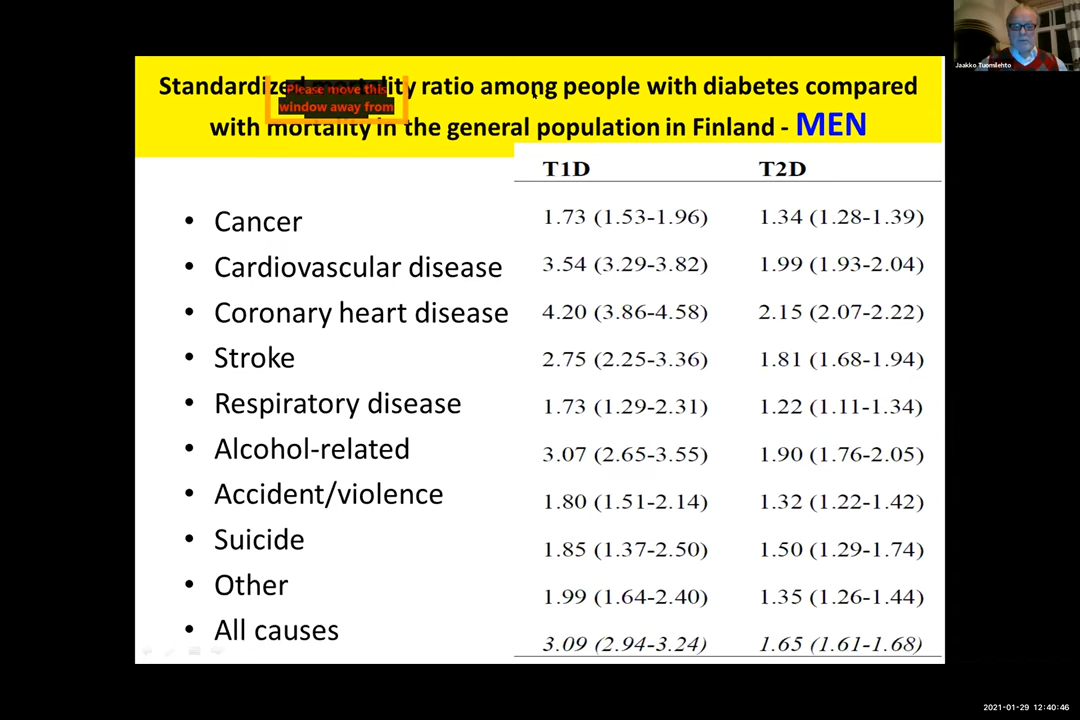 Jaakko Tuomilehto
Standardized mortality ratio among people with diabetes compared
Please move this
window away from
with mortality in the general population in Finland - MEN
T1D T2D
• Cancer 1.73 (1.53-1.96) 1.34 (1.28-1.39)
• Cardiovascular disease 3.54 (3.29-3.82) 1.99 (1.93-2.04)
• Coronary heart disease 4.20 (3.86-4.58) 2.15 (2.07-2.22)
• Stroke 2.75 (2.25-3.36) 1.81 (1.68-1.94)
• Respiratory disease 1.73 (1.29-2.31) 1.22 (1.11-1.34)
• Alcohol-related 3.07 (2.65-3.55) 1.90 (1.76-2.05)
• Accident/violence 1.80 (1.51-2.14) 1.32 (1.22-1.42)
• Suicide 1.85 (1.37-2.50) 1.50 (1.29-1.74)
• Other 1.99 (1.64-2.40) 1.35 (1.26-1.44)
• All causes 3.09 (2.94-3.24) 1.65 (1.61-1.68)
2021-01-29 12:40:46